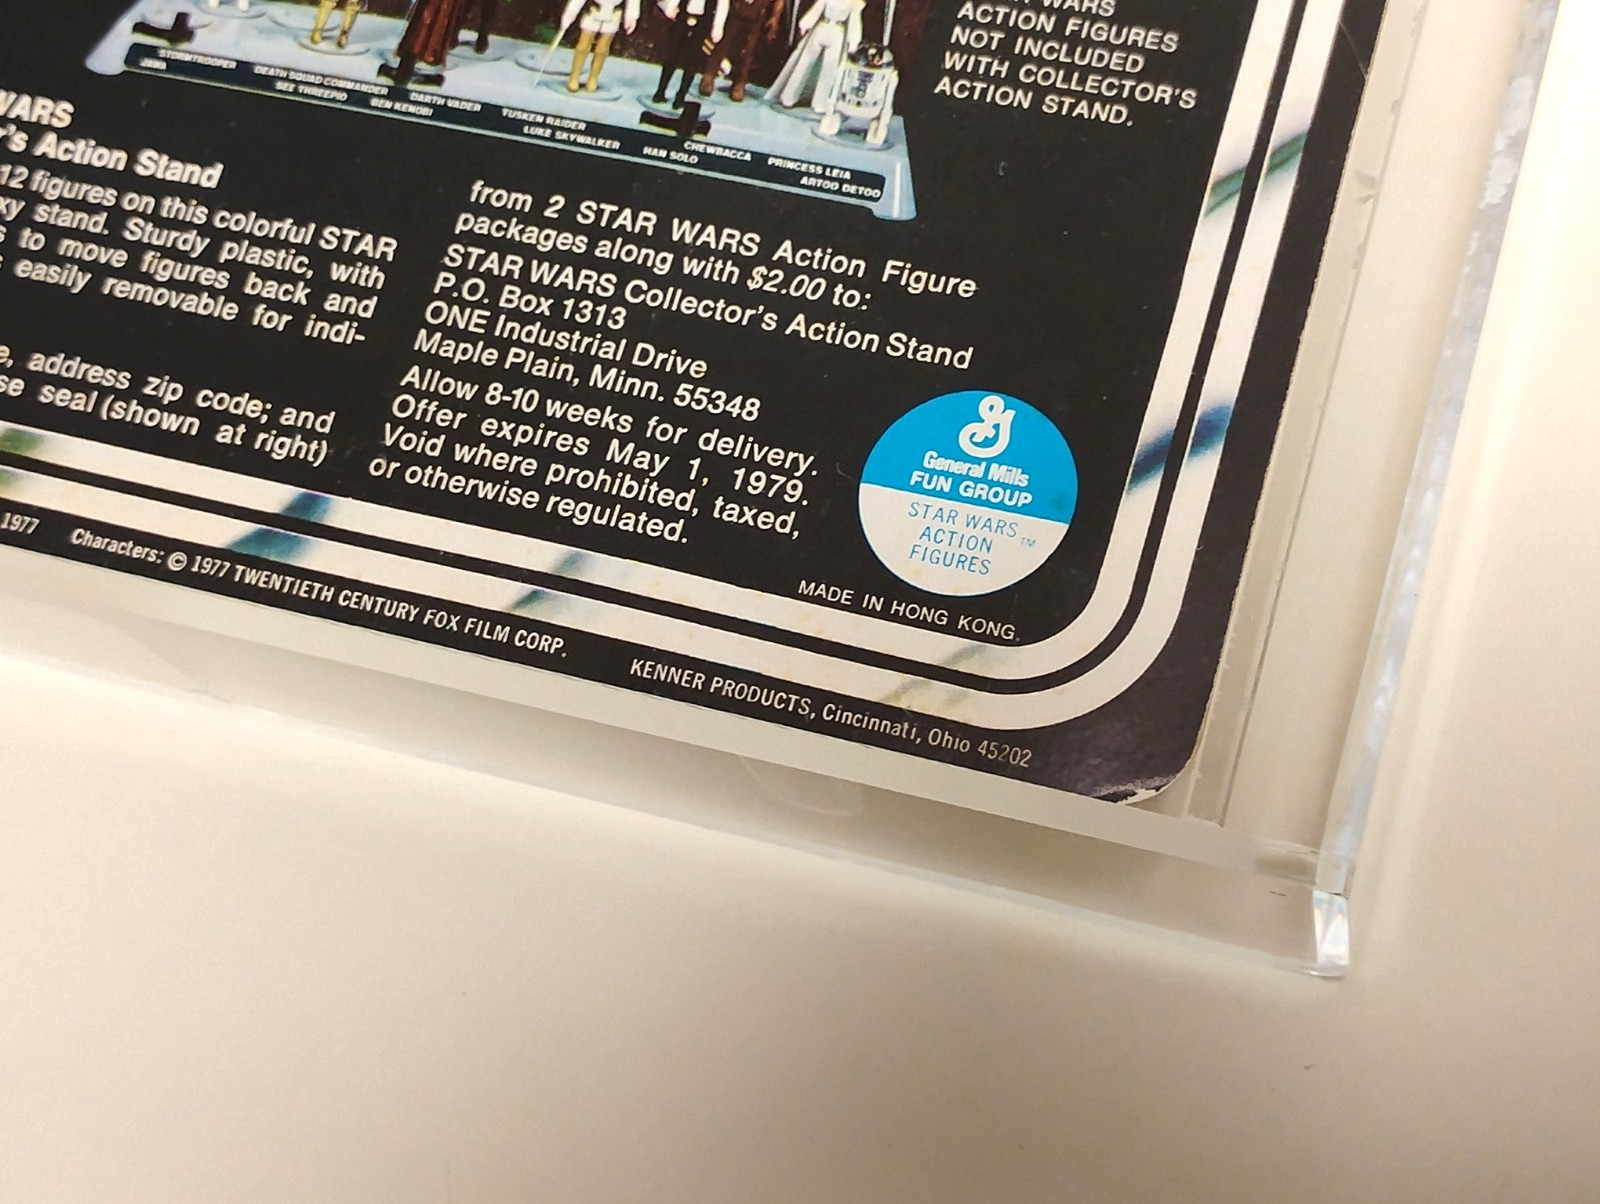 WARS
ACTION FIGURES
NOT INCLUDED
WITH COLLECTOR'S
ACTION STAND.
STORMTROOPER
JAWA
DEATH SQUAD COMMANDER
SEE THREEPIO
DARTH VADER
BEN KENOBI
TUSKEN RAIDER
LUKE SKYWALKER
CHEWBACCA
HAN SOLO
PRINCESS LEIA
ARTOO DETOO
WARS
's Action Stand
12 figures on this colorful STAR
xy stand. Sturdy plastic, with
s to move figures back and
easily removable for indi-
e, address zip code; and
se seal (shown at right)
from 2 STAR WARS Action Figure
packages along with $2.00 to:
STAR WARS Collector's Action Stand
P.O. Box 1313
ONE Industrial Drive
Maple Plain, Minn. 55348
Allow 8-10 weeks for delivery.
Offer expires May 1, 1979.
Void where prohibited, taxed,
or otherwise regulated.
General Mills
FUN GROUP
STAR WARS™
ACTION
FIGURES
MADE IN HONG KONG.
1977 Characters: © 1977 TWENTIETH CENTURY FOX FILM CORP. KENNER PRODUCTS, Cincinnati, Ohio 45202